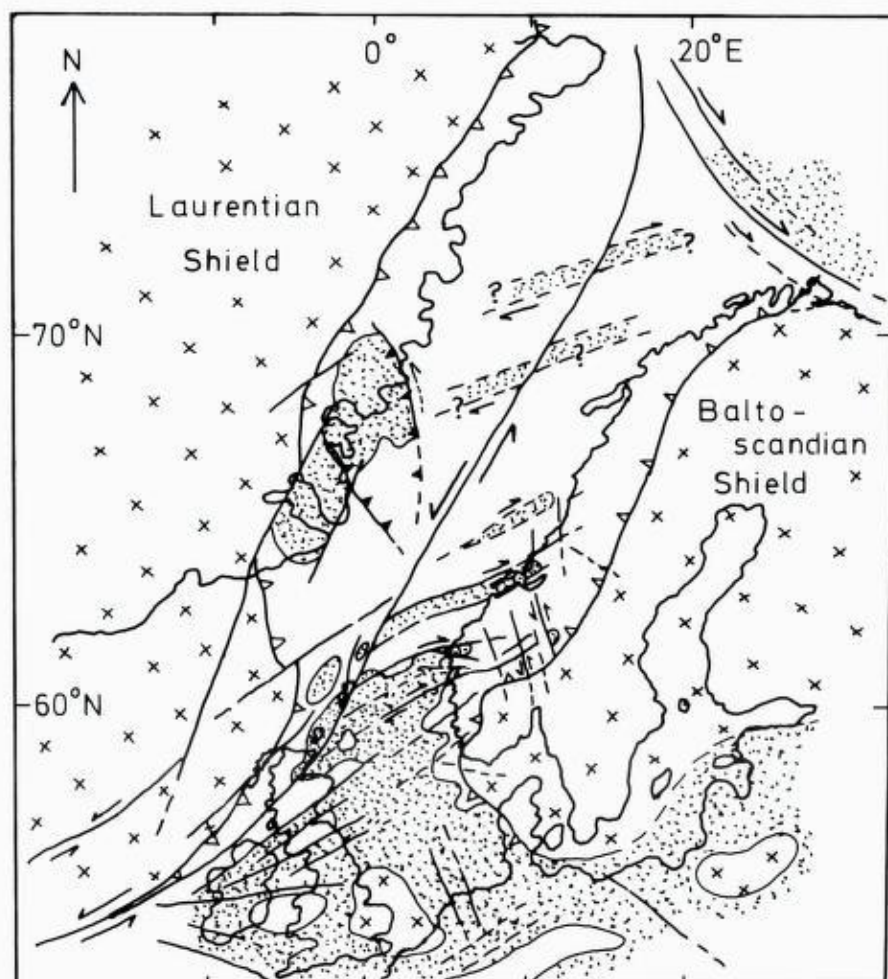 0°
20°E
N
Laurentian
Shield
?
?
70°N
?
?
Balto-
scandian
Shield
60°N